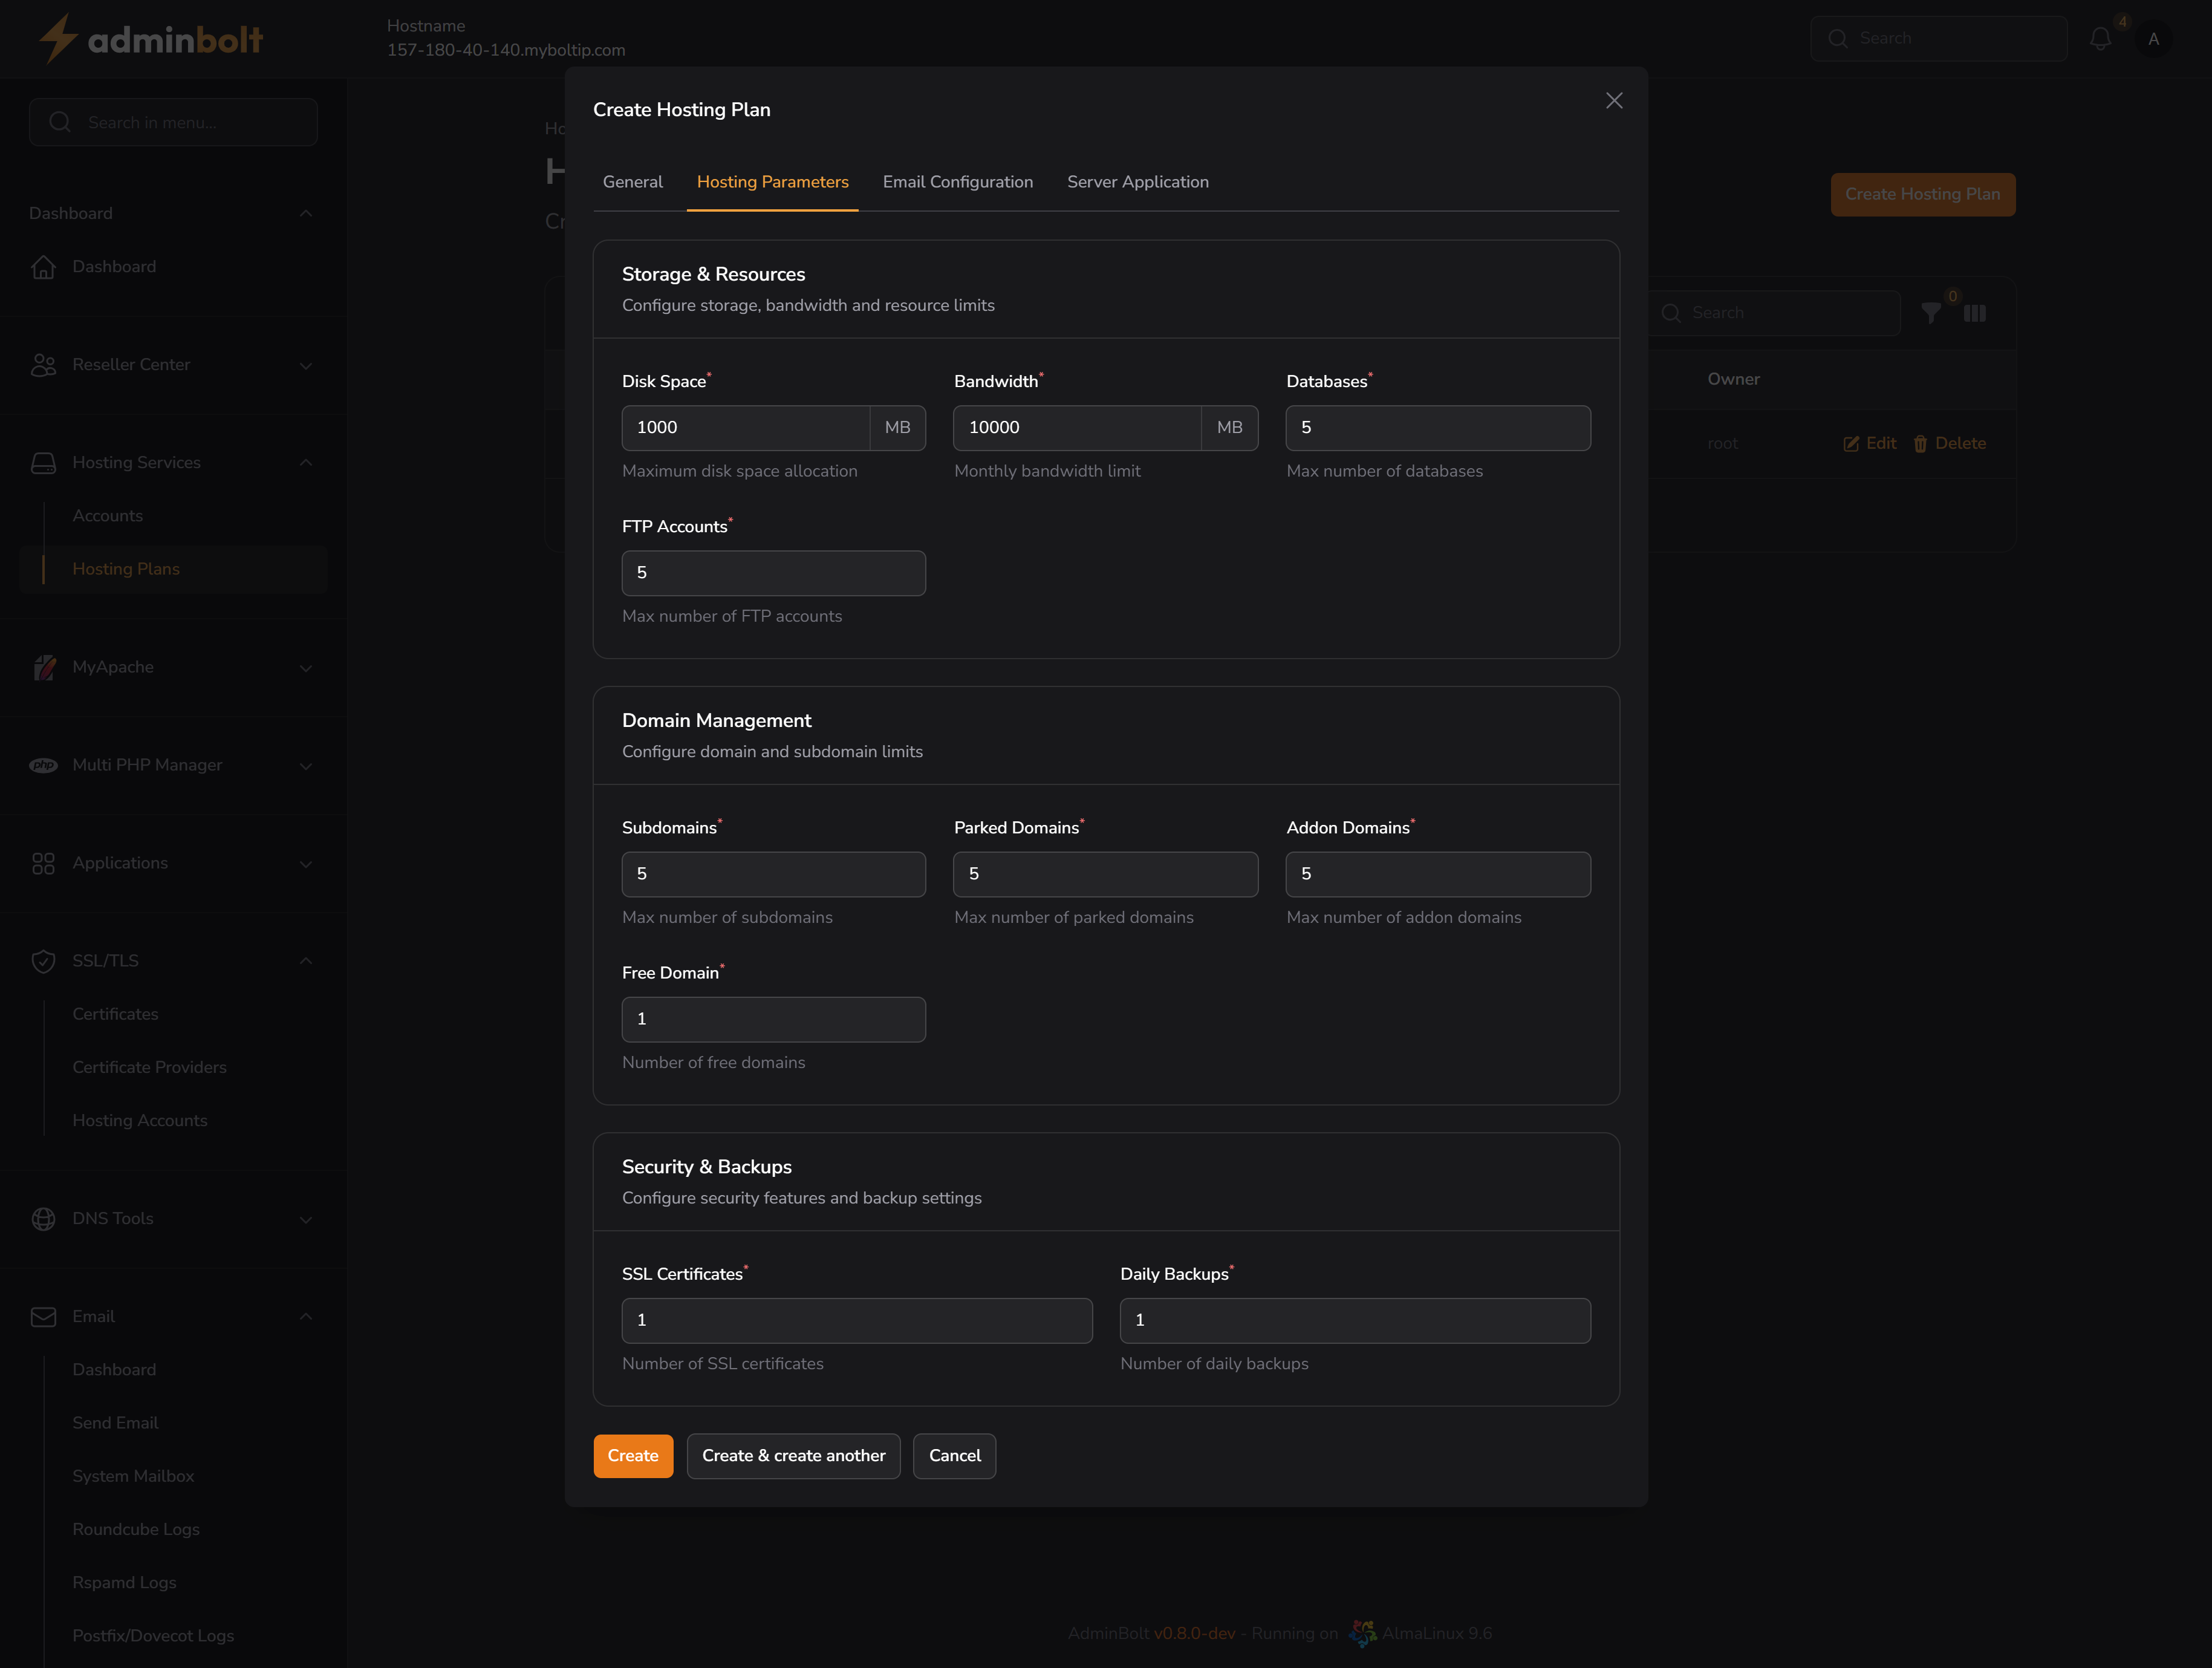 adminbolt
Hostname
157-180-40-140.myboltip.com
Search
4
A
Search in menu...
Dashboard
Dashboard
Reseller Center
Hosting Services
Accounts
Hosting Plans
MyApache
php
Multi PHP Manager
Applications
SSL/TLS
Certificates
Certificate Providers
Hosting Accounts
DNS Tools
Email
Dashboard
Send Email
System Mailbox
Roundcube Logs
Rspamd Logs
Postfix/Dovecot Logs
Create Hosting Plan
Search
0
Owner
root
Edit
Delete
Create Hosting Plan
General
Hosting Parameters
Email Configuration
Server Application
Storage & Resources
Configure storage, bandwidth and resource limits
Disk Space*
Bandwidth*
Databases*
1000 MB
10000 MB
5
Maximum disk space allocation
Monthly bandwidth limit
Max number of databases
FTP Accounts*
5
Max number of FTP accounts
Domain Management
Configure domain and subdomain limits
Subdomains*
Parked Domains*
Addon Domains*
5
5
5
Max number of subdomains
Max number of parked domains
Max number of addon domains
Free Domain*
1
Number of free domains
Security & Backups
Configure security features and backup settings
SSL Certificates*
Daily Backups*
1
1
Number of SSL certificates
Number of daily backups
Create
Create & create another
Cancel
AdminBolt v0.8.0-dev - Running on AlmaLinux 9.6